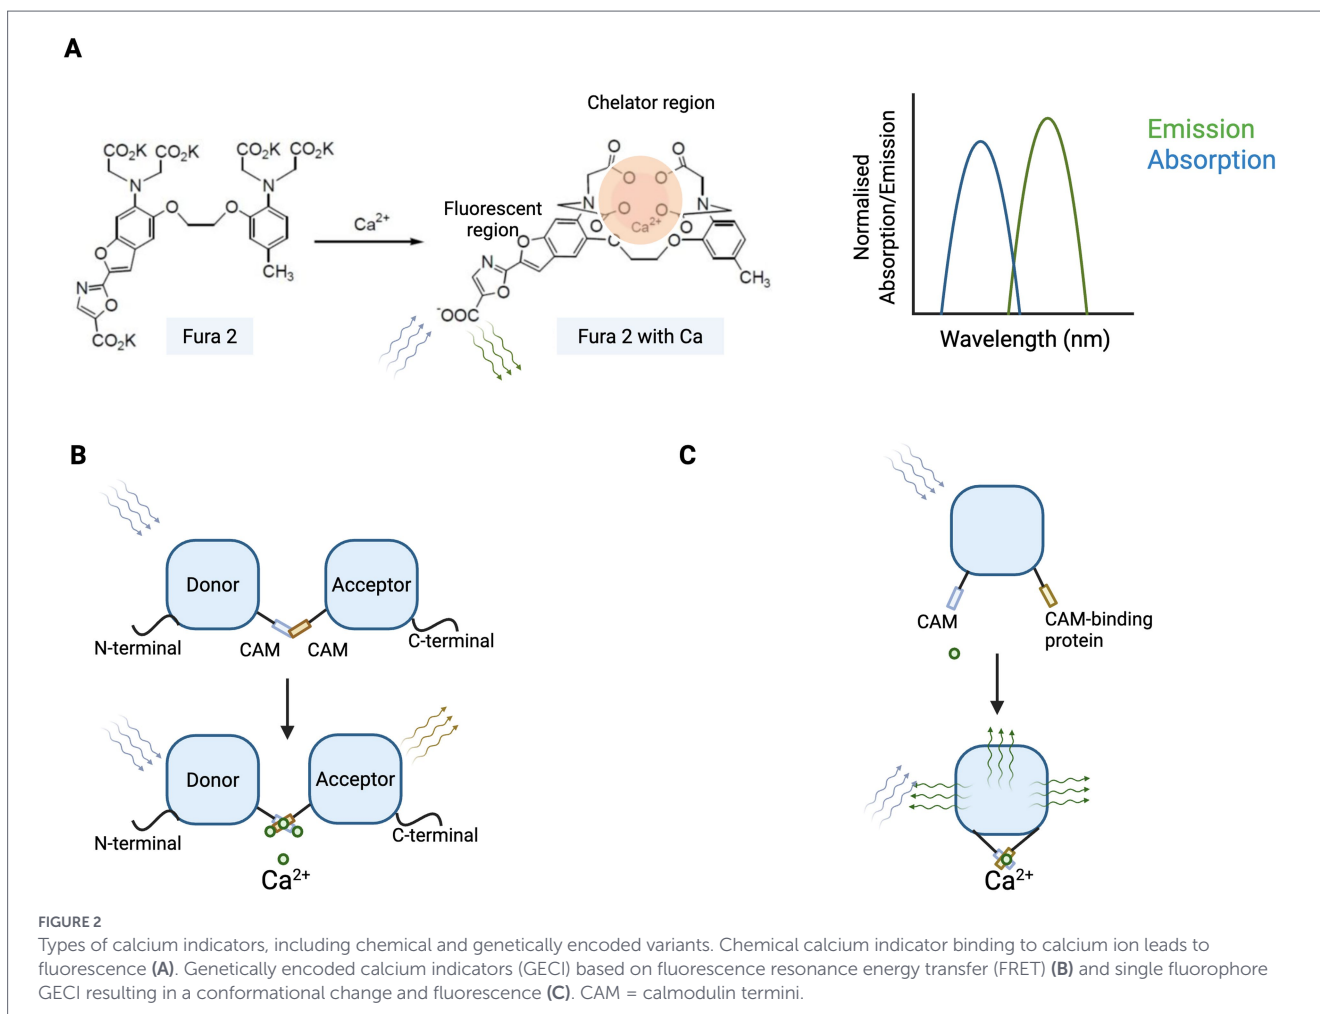 A
CO₂K
CO₂K
CO₂K
CO₂K
N
N
O
O
O
N
O
CO₂K
CH₃
Fura 2
Ca²⁺
Chelator region
Fluorescent
region
O
O
O
O
N
N
O
O
O
O
Ca²⁺
O
O
O
N
O
⁻OOC
CH₃
Fura 2 with Ca
Normalised
Absorption/Emission
Wavelength (nm)
Emission
Absorption
B
Donor
Acceptor
N-terminal
CAM
CAM
C-terminal
Donor
Acceptor
N-terminal
C-terminal
Ca²⁺
C
CAM
CAM-binding
protein
Ca²⁺
FIGURE 2
Types of calcium indicators, including chemical and genetically encoded variants. Chemical calcium indicator binding to calcium ion leads to
fluorescence (A). Genetically encoded calcium indicators (GECI) based on fluorescence resonance energy transfer (FRET) (B) and single fluorophore
GECI resulting in a conformational change and fluorescence (C). CAM = calmodulin termini.